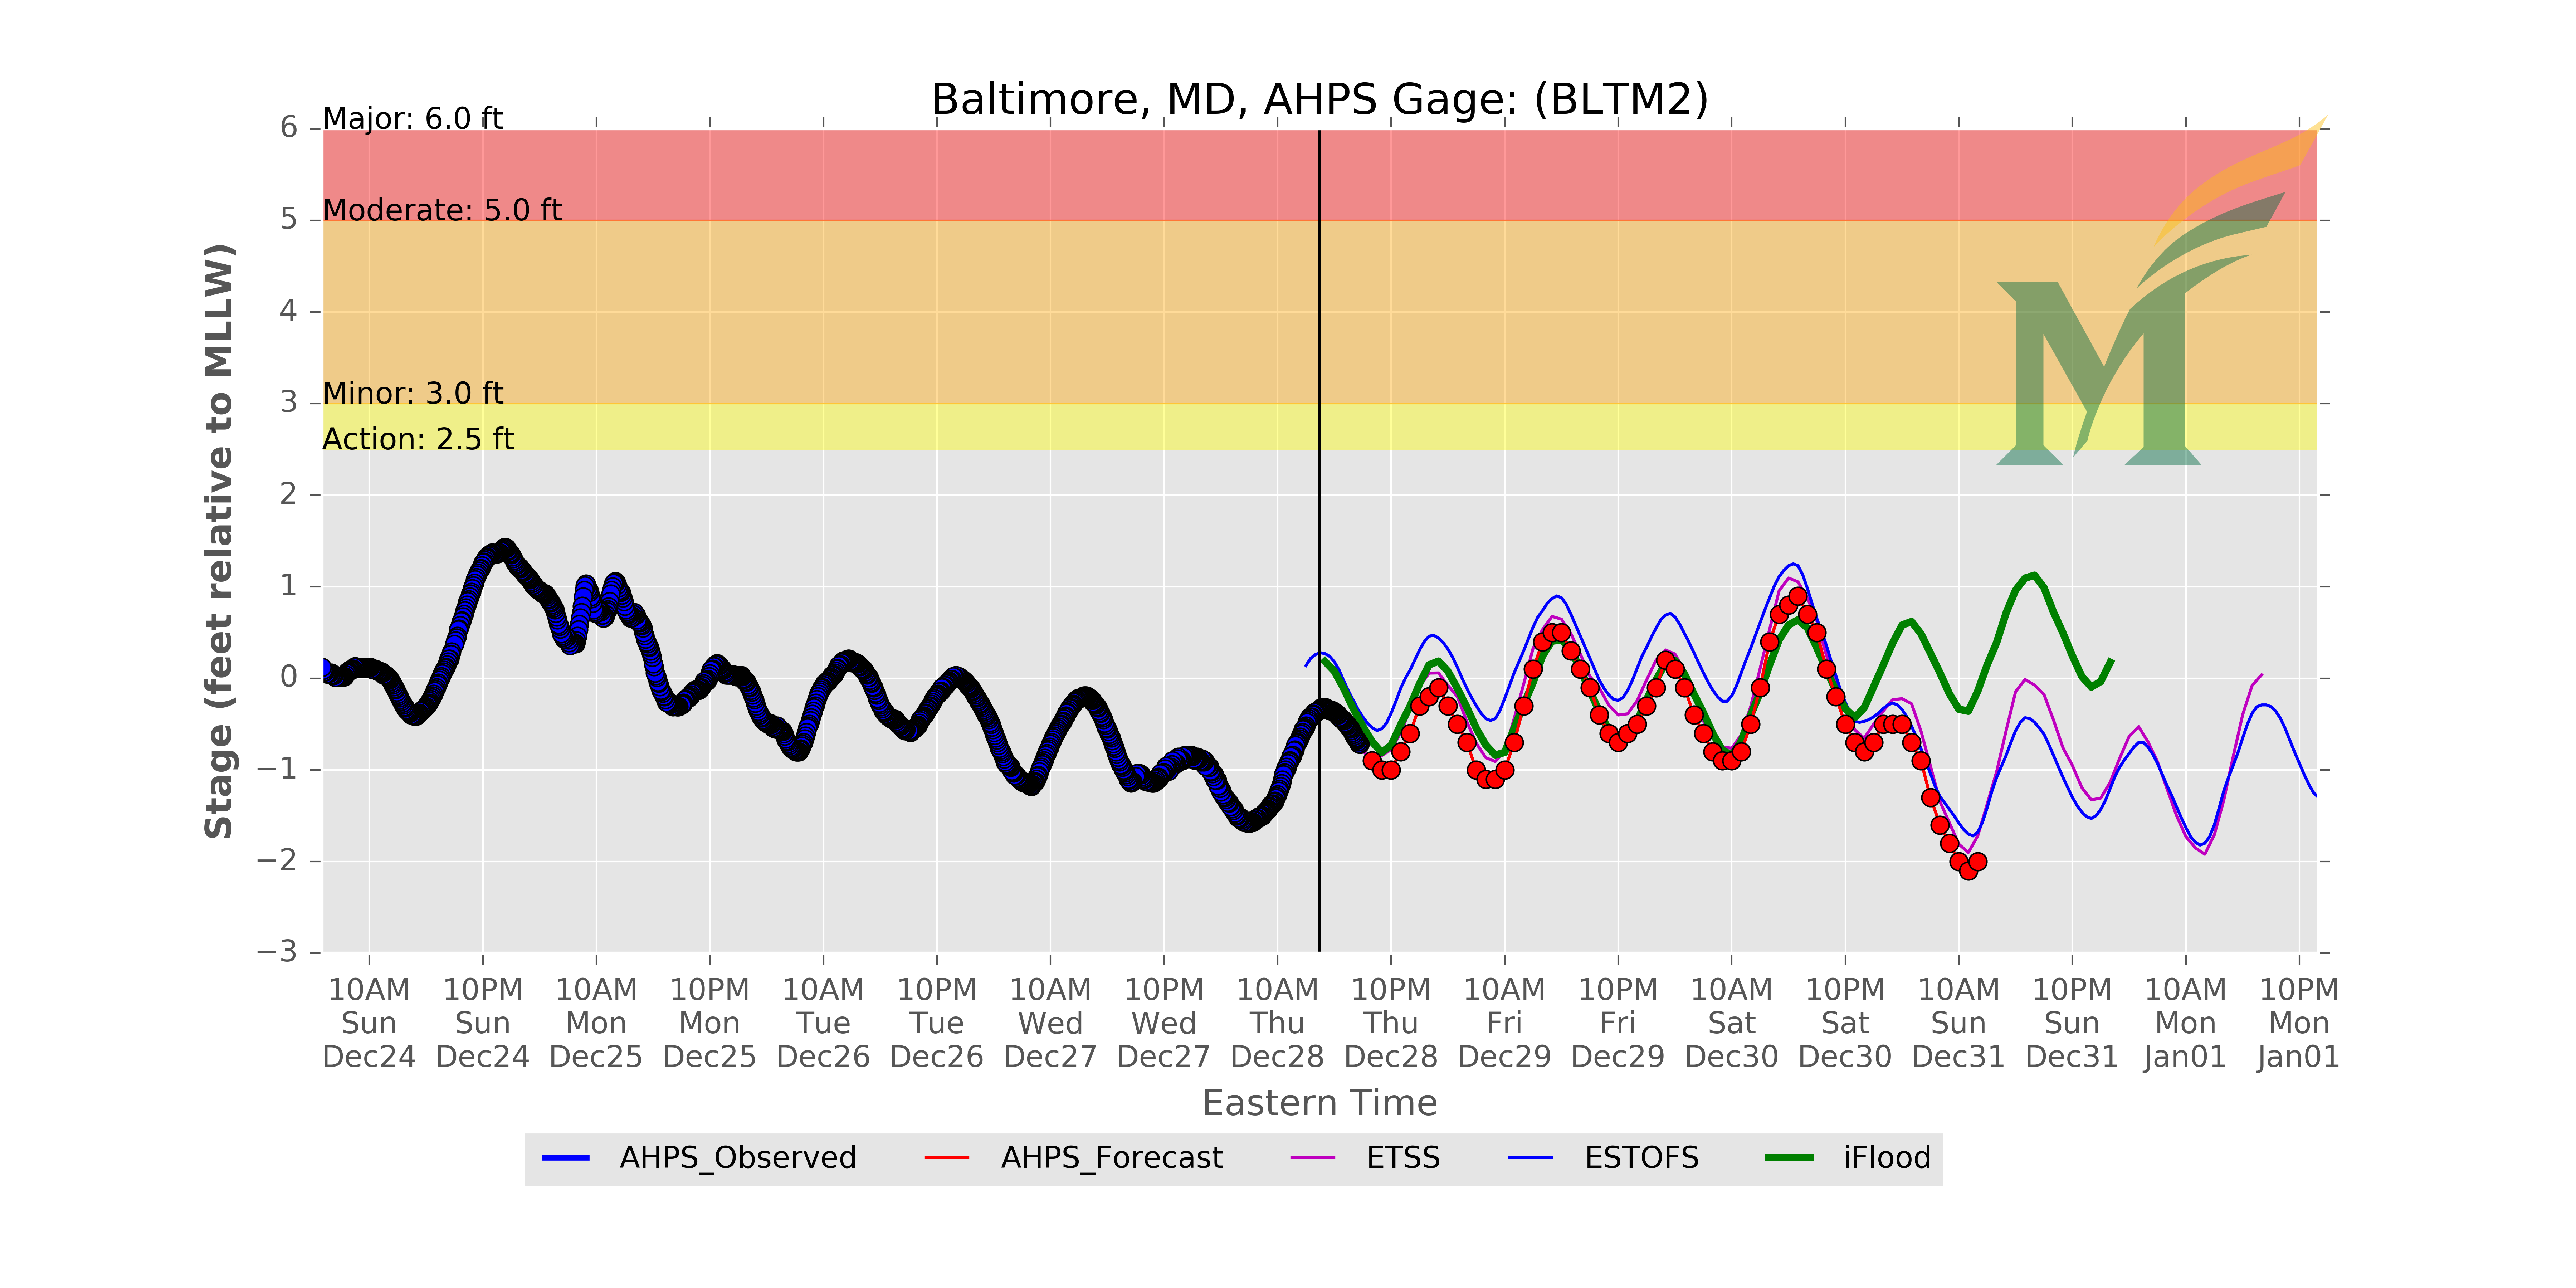 Baltimore, MD, AHPS Gage: (BLTM2)
Major: 6.0 ft
Moderate: 5.0 ft
Minor: 3.0 ft
Action: 2.5 ft
Stage (feet relative to MLLW)
6
5
4
3
2
1
0
−1
−2
−3
10AM 10PM 10AM 10PM 10AM 10PM 10AM 10PM 10AM 10PM 10AM 10PM 10AM 10PM 10AM 10PM 10AM 10PM
Sun Sun Mon Mon Tue Tue Wed Wed Thu Thu Fri Fri Sat Sat Sun Sun Mon Mon
Dec24 Dec24 Dec25 Dec25 Dec26 Dec26 Dec27 Dec27 Dec28 Dec28 Dec29 Dec29 Dec30 Dec30 Dec31 Dec31 Jan01 Jan01
Eastern Time
AHPS_Observed AHPS_Forecast ETSS ESTOFS iFlood
M